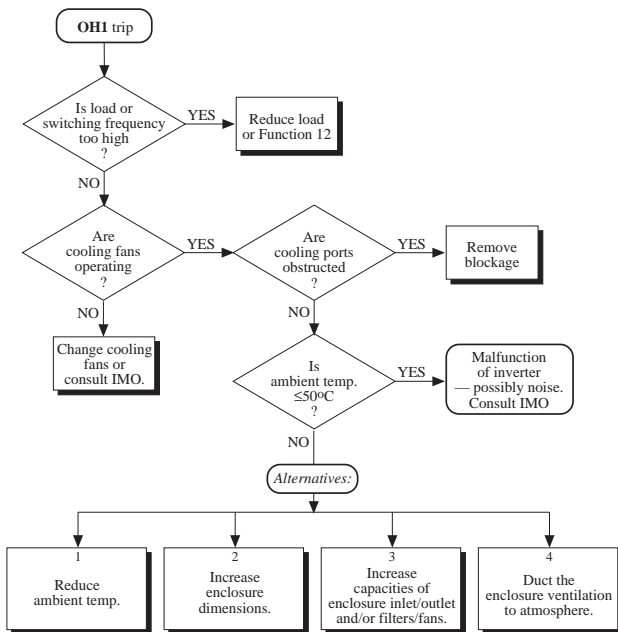 OH1 trip
Is load or
switching frequency
too high
?
YES
Reduce load
or Function 12
NO
Are
cooling fans
operating
?
YES
Are
cooling ports
obstructed
?
YES
Remove
blockage
NO
Change cooling
fans or
consult IMO.
NO
Is
ambient temp.
≤50ºC
?
YES
Malfunction
of inverter
— possibly noise.
Consult IMO
NO
Alternatives:
1
Reduce
ambient temp.
2
Increase
enclosure
dimensions.
3
Increase
capacities of
enclosure inlet/outlet
and/or filters/fans.
4
Duct the
enclosure ventilation
to atmosphere.